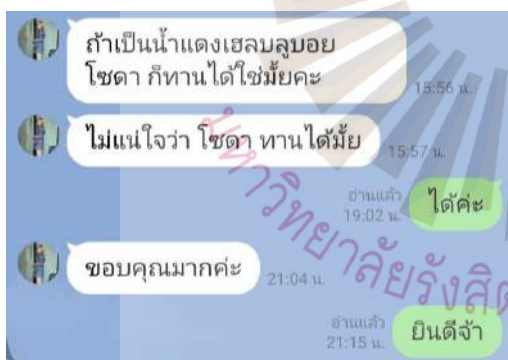 ถ้าเป็นน้ำแดงเฮลบลูบอย
โซดา ก็ทานได้ใช่มั้ยคะ
15:56 น.
ไม่แน่ใจว่า โซดา ทานได้มั้ย
15:57 น.
อ่านแล้ว
19:02 น.
ได้ค่ะ
ขอบคุณมากค่ะ
21:04 น.
อ่านแล้ว
21:15 น.
ยินดีจ้า
มหาวิทยาลัยรังสิต